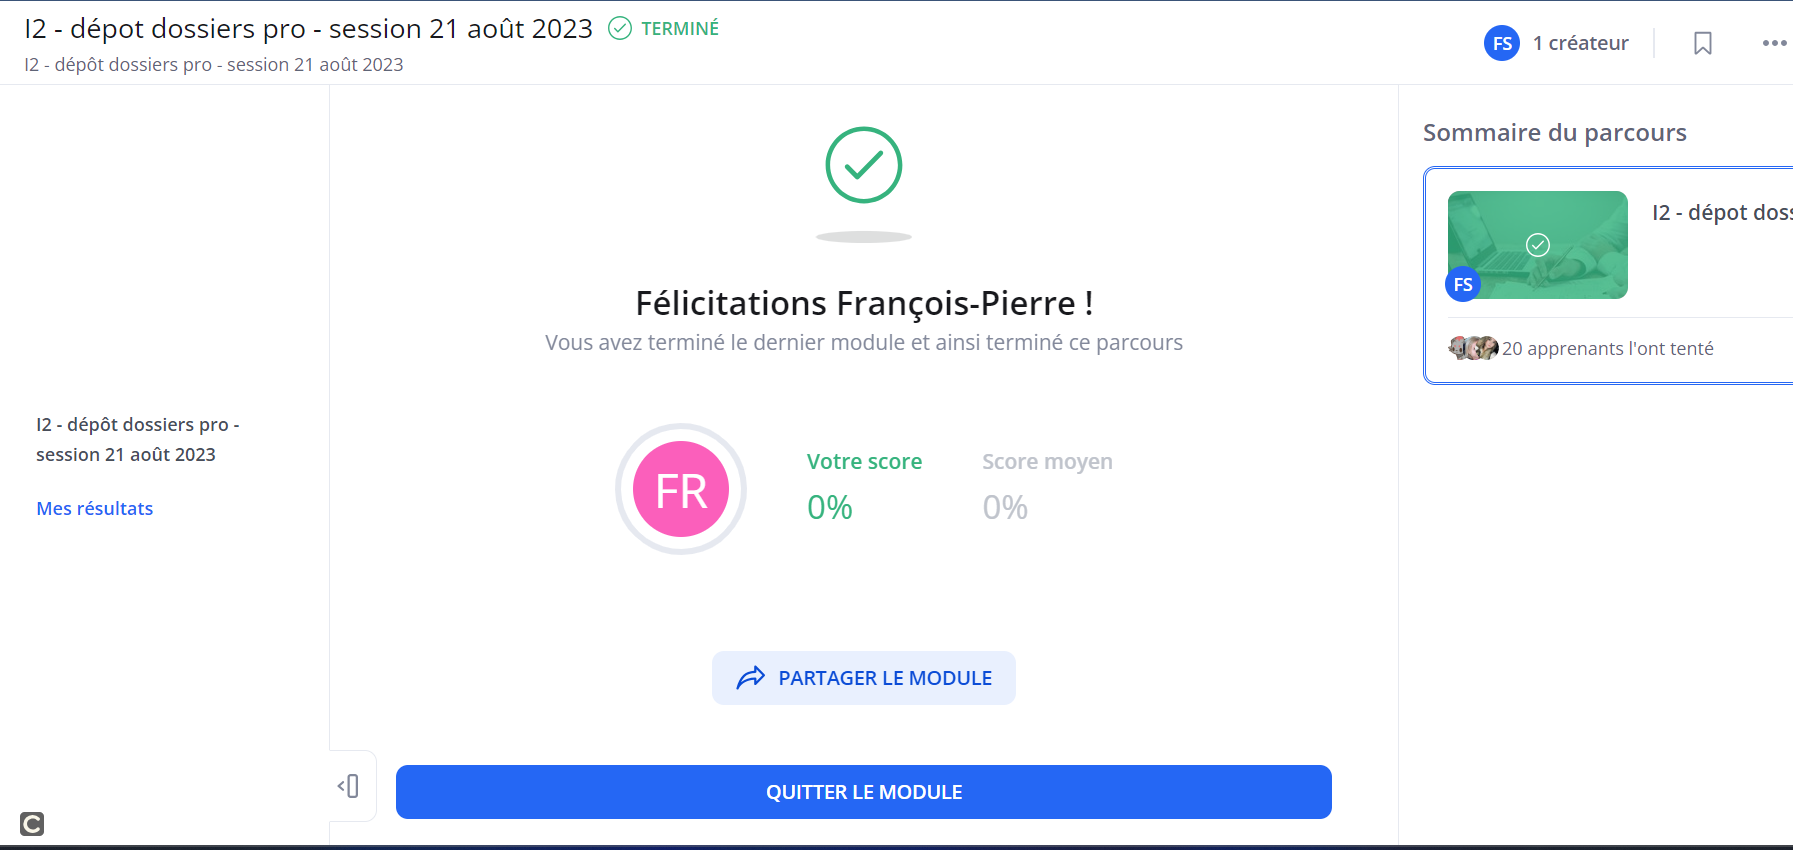 I2 - dépot dossiers pro - session 21 août 2023
TERMINÉ
I2 - dépôt dossiers pro - session 21 août 2023
FS
1 créateur
I2 - dépôt dossiers pro -
session 21 août 2023
Mes résultats
Félicitations François-Pierre !
Vous avez terminé le dernier module et ainsi terminé ce parcours
FR
Votre score
0%
Score moyen
0%
PARTAGER LE MODULE
QUITTER LE MODULE
Sommaire du parcours
I2 - dépot doss
FS
20 apprenants l'ont tenté
C